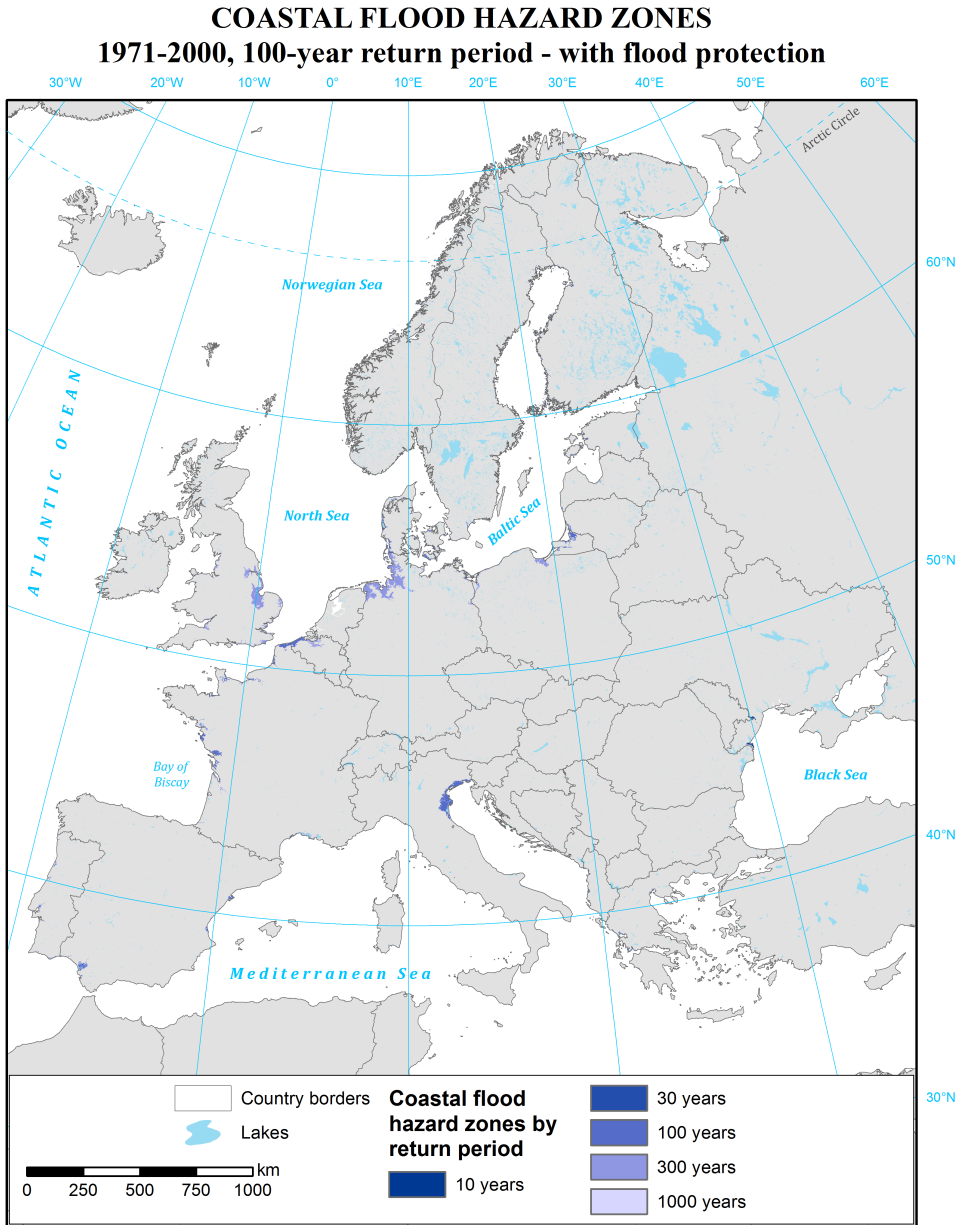 COASTAL FLOOD HAZARD ZONES
1971-2000, 100-year return period - with flood protection
30°W 20°W 10°W 0° 10°E 20°E 30°E 40°E 50°E 60°E
Arctic Circle
60°N
Norwegian Sea
ATLANTIC OCEAN
North Sea
Baltic Sea
50°N
Bay of
Biscay
Black Sea
40°N
Mediterranean Sea
30°N
Country borders
Lakes
km
0 250 500 750 1000
Coastal flood
hazard zones by
return period
10 years
30 years
100 years
300 years
1000 years